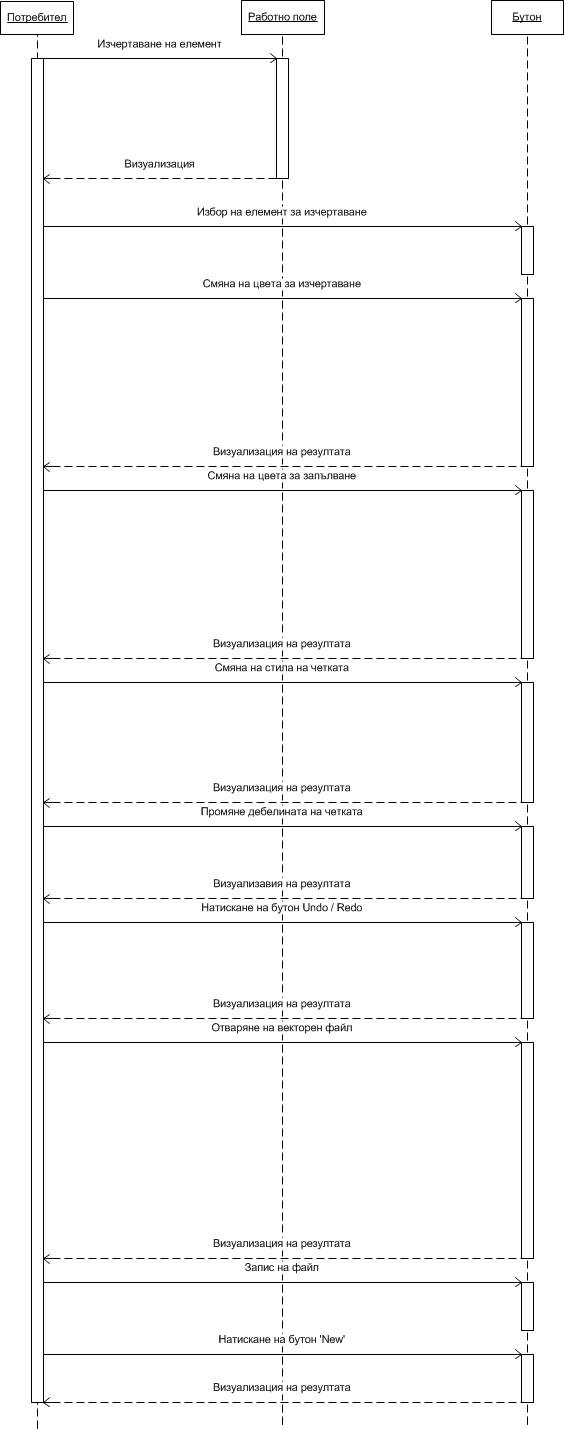 Потребител
Работно поле
Бутон
Изчертаване на елемент
Визуализация
Избор на елемент за изчертаване
Смяна на цвета за изчертаване
Визуализация на резултата
Смяна на цвета за запълване
Визуализация на резултата
Смяна на стила на четката
Визуализация на резултата
Промяне дебелината на четката
Визуализавия на резултата
Натискане на бутон Undo / Redo
Визуализация на резултата
Отваряне на векторен файл
Визуализация на резултата
Запис на файл
Натискане на бутон 'New'
Визуализация на резултата